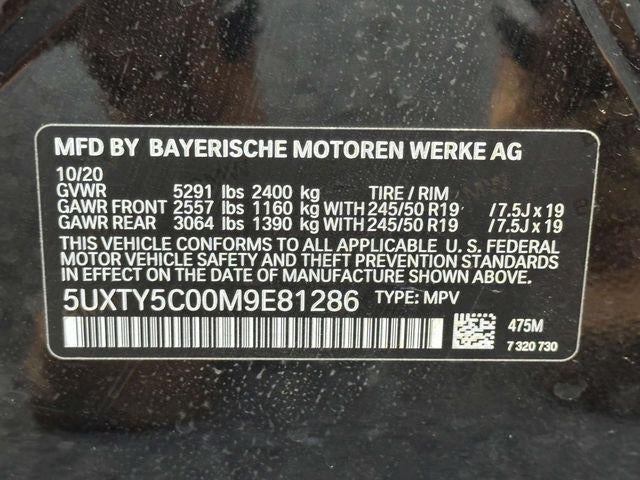 MFD BY BAYERISCHE MOTOREN WERKE AG
10/20
GVWR 5291 lbs 2400 kg TIRE / RIM
GAWR FRONT 2557 lbs 1160 kg WITH 245/50 R19 /7.5J x 19
GAWR REAR 3064 lbs 1390 kg WITH 245/50 R19 /7.5J x 19
THIS VEHICLE CONFORMS TO ALL APPLICABLE U. S. FEDERAL
MOTOR VEHICLE SAFETY AND THEFT PREVENTION STANDARDS
IN EFFECT ON THE DATE OF MANUFACTURE SHOWN ABOVE.
5UXTY5C00M9E81286 TYPE: MPV
475M
7 320 730